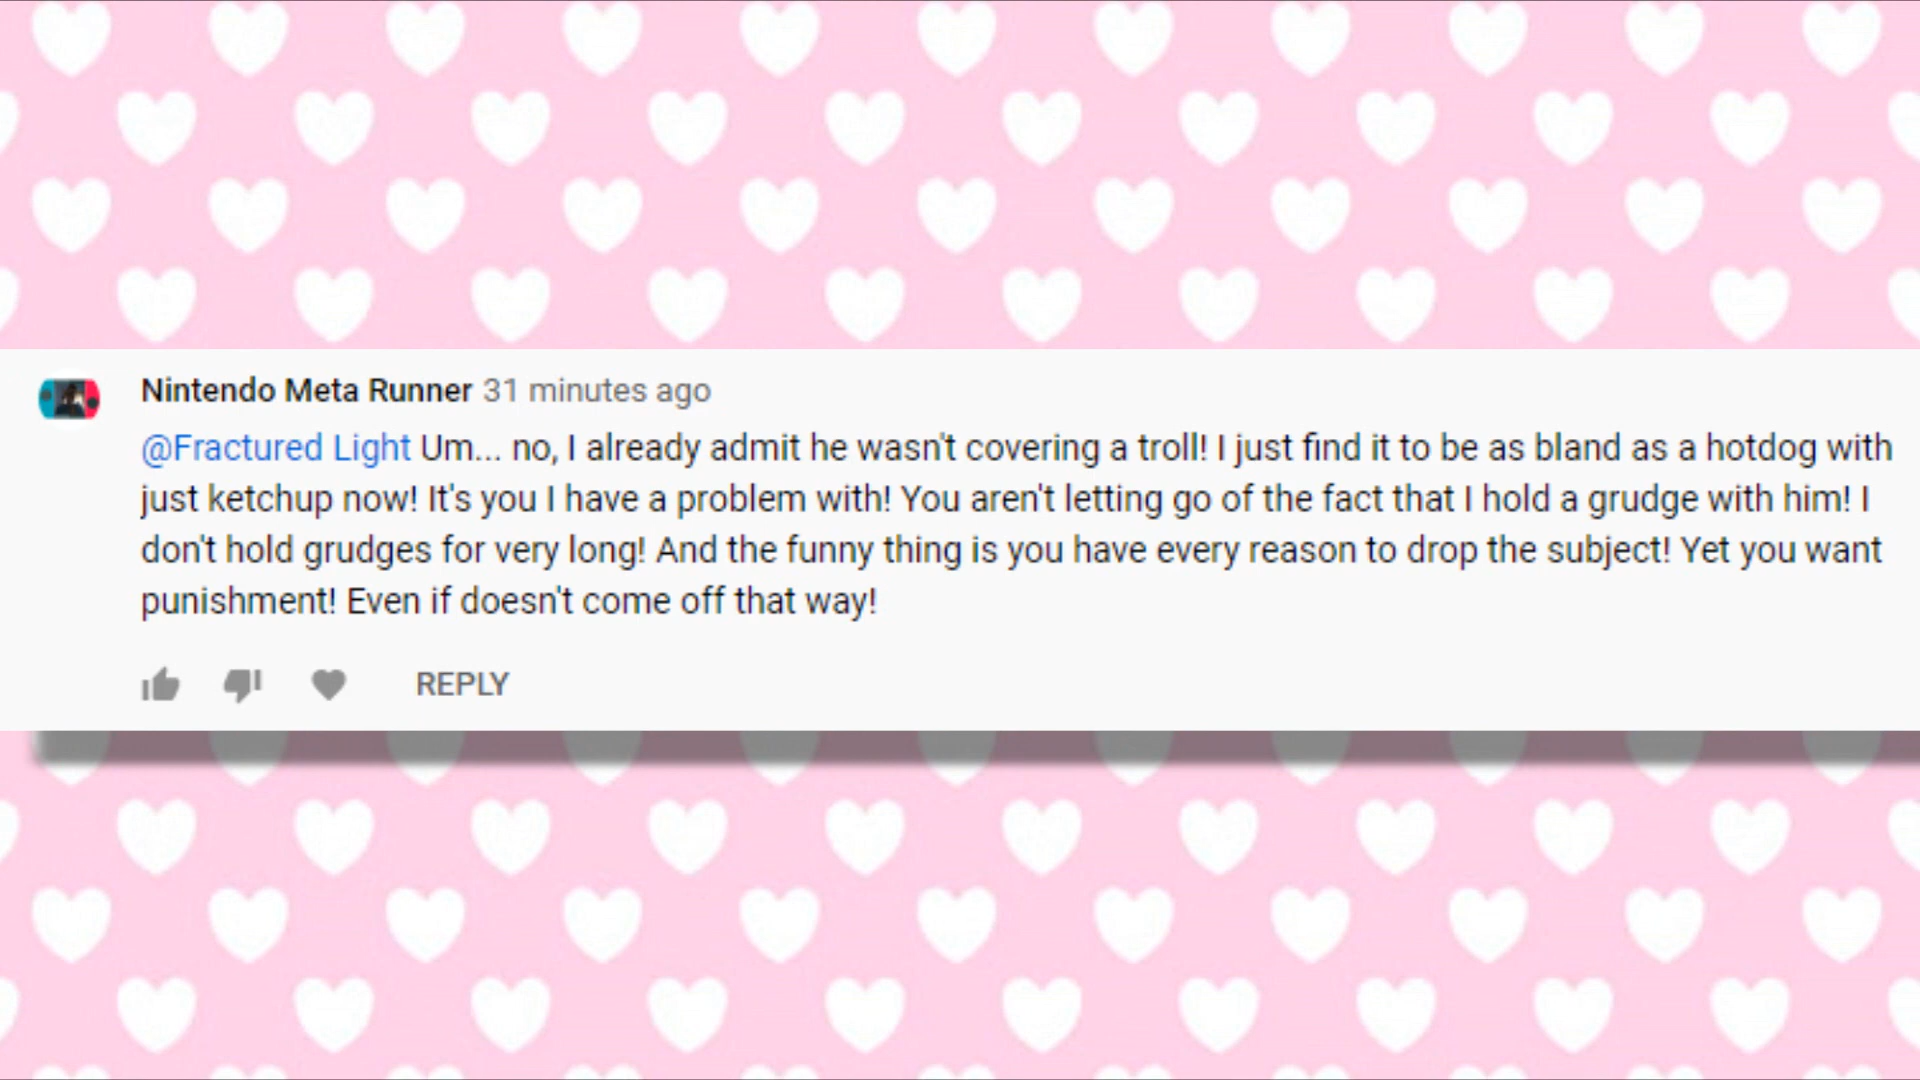 Nintendo Meta Runner 31 minutes ago
@Fractured Light Um... no, I already admit he wasn't covering a troll! I just find it to be as bland as a hotdog with
just ketchup now! It's you I have a problem with! You aren't letting go of the fact that I hold a grudge with him! I
don't hold grudges for very long! And the funny thing is you have every reason to drop the subject! Yet you want
punishment! Even if doesn't come off that way!
REPLY